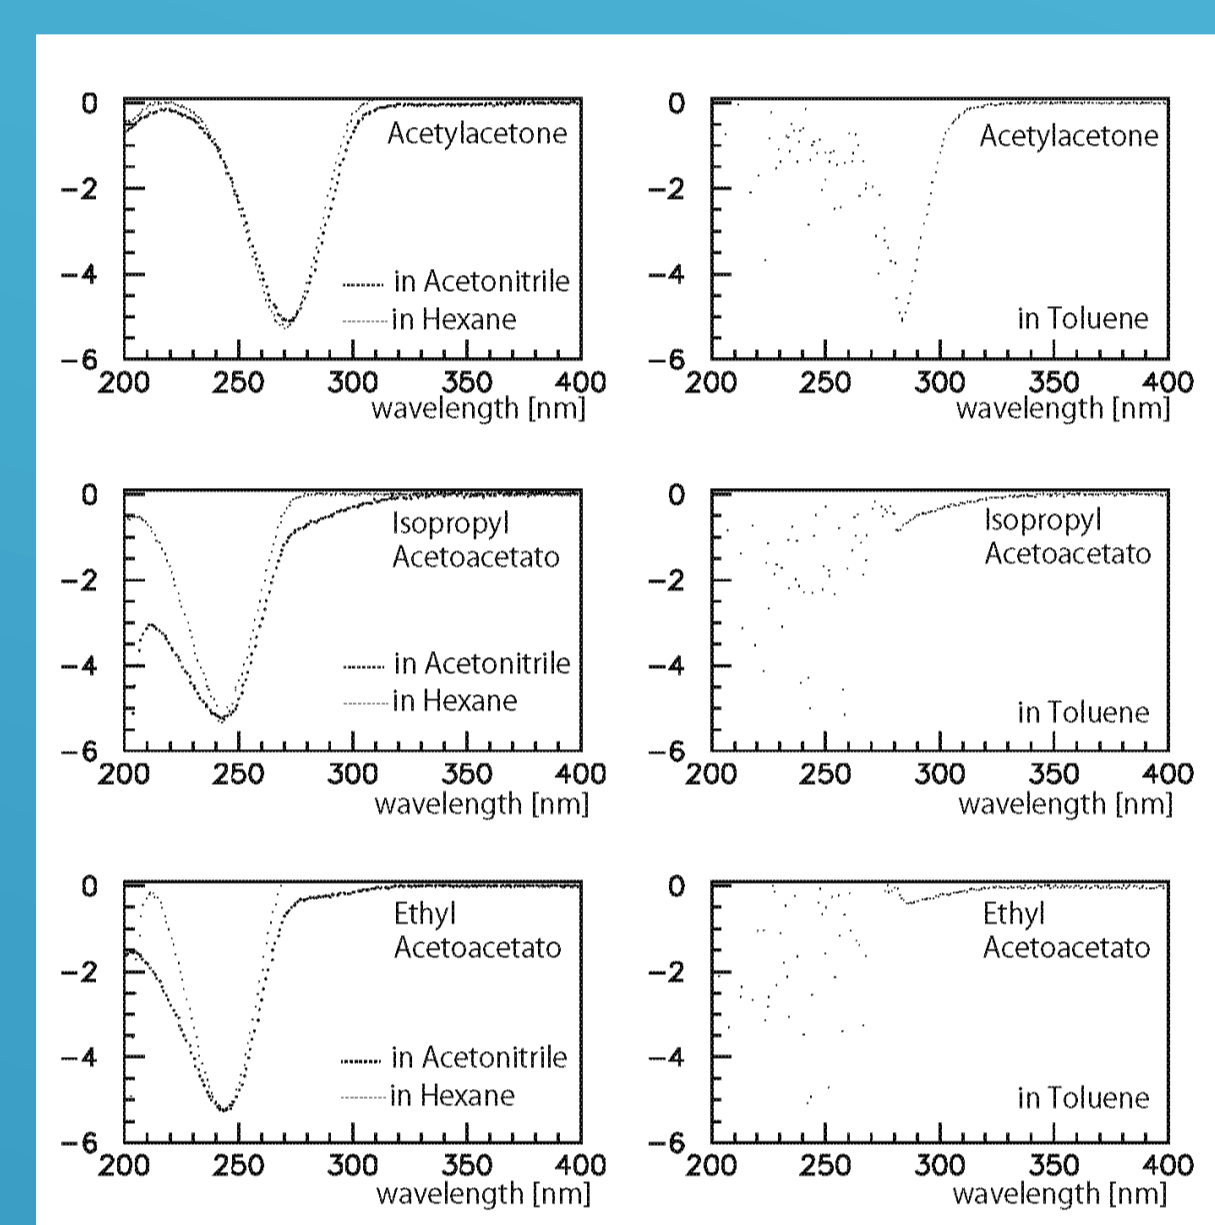 0
−2
−4
−6
Acetylacetone
in Acetonitrile
in Hexane
200 250 300 350 400
wavelength [nm]
0
−2
−4
−6
Acetylacetone
in Toluene
200 250 300 350 400
wavelength [nm]
0
−2
−4
−6
Isopropyl
Acetoacetato
in Acetonitrile
in Hexane
200 250 300 350 400
wavelength [nm]
0
−2
−4
−6
Isopropyl
Acetoacetato
in Toluene
200 250 300 350 400
wavelength [nm]
0
−2
−4
−6
Ethyl
Acetoacetato
in Acetonitrile
in Hexane
200 250 300 350 400
wavelength [nm]
0
−2
−4
−6
Ethyl
Acetoacetato
in Toluene
200 250 300 350 400
wavelength [nm]